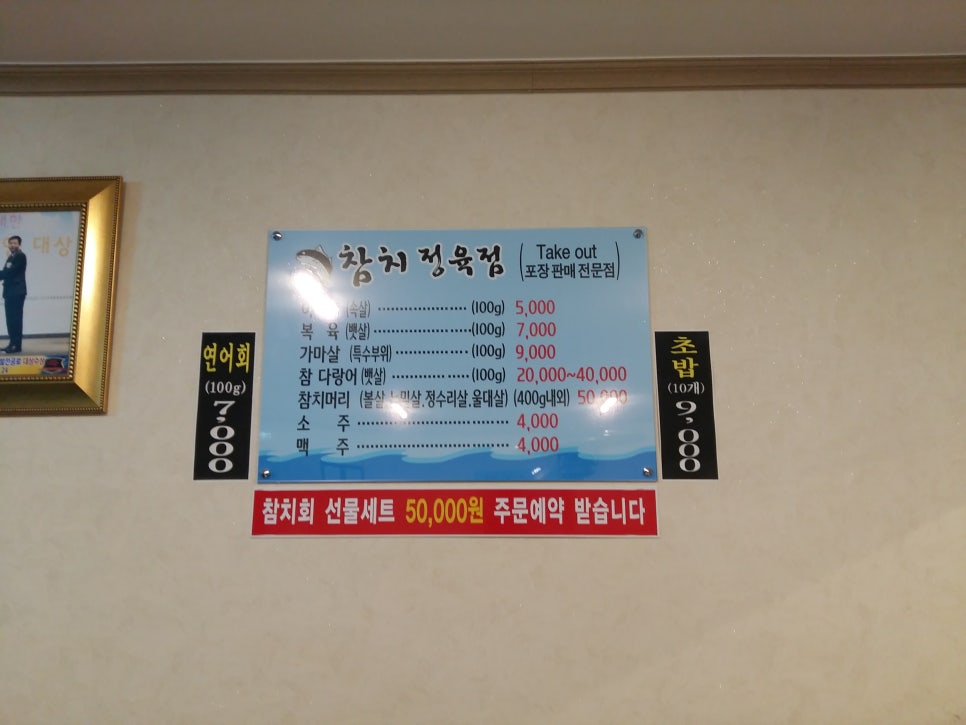 대상
24
참치 정육점
Take out
포장 판매 전문점
(속살) (100g) 5,000
복 육 (뱃살) (100g) 7,000
가마살 (특수부위) (100g) 9,000
참 다랑어 (뱃살) (100g) 20,000~40,000
참치머리 (볼살, 정수리살, 울대살) (400g내외) 50,000
소 주 4,000
맥 주 4,000
연어회
(100g)
7,000
초밥
(10개)
9,000
참치회 선물세트 50,000원 주문예약 받습니다